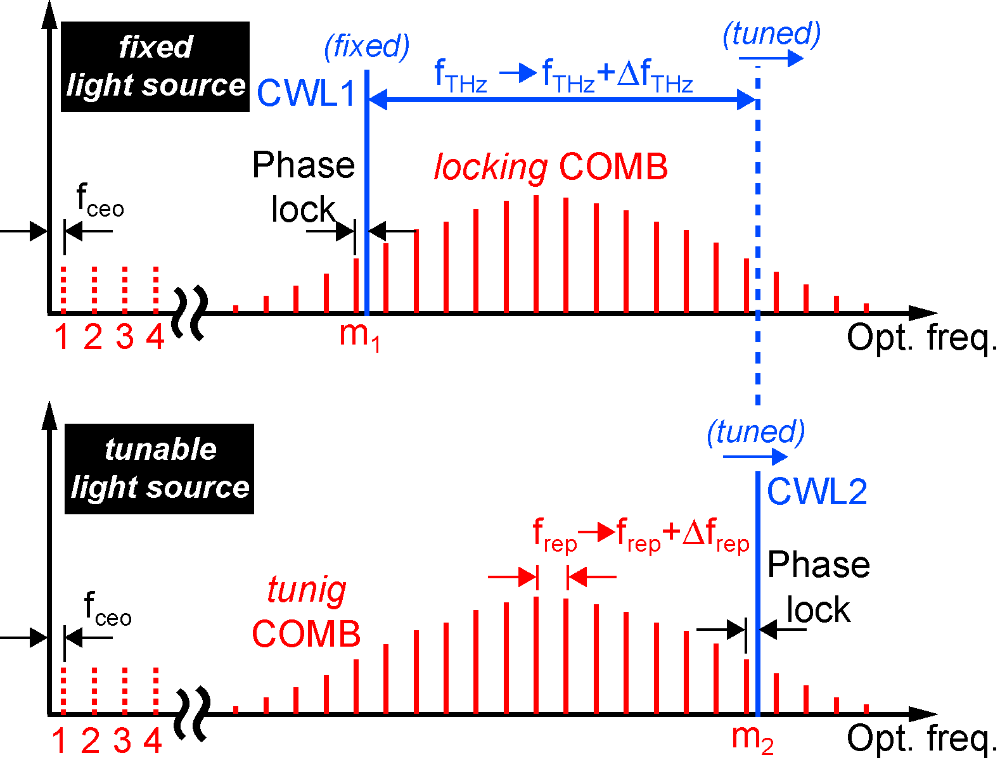 fixed
light source
(fixed)
(tuned)
CWL1
fTHz → fTHz+ΔfTHz
Phase
lock
locking COMB
fceo
1 2 3 4
m1
Opt. freq.
tunable
light source
(tuned)
CWL2
frep→frep+Δfrep
Phase
lock
tunig
COMB
fceo
1 2 3 4
m2
Opt. freq.